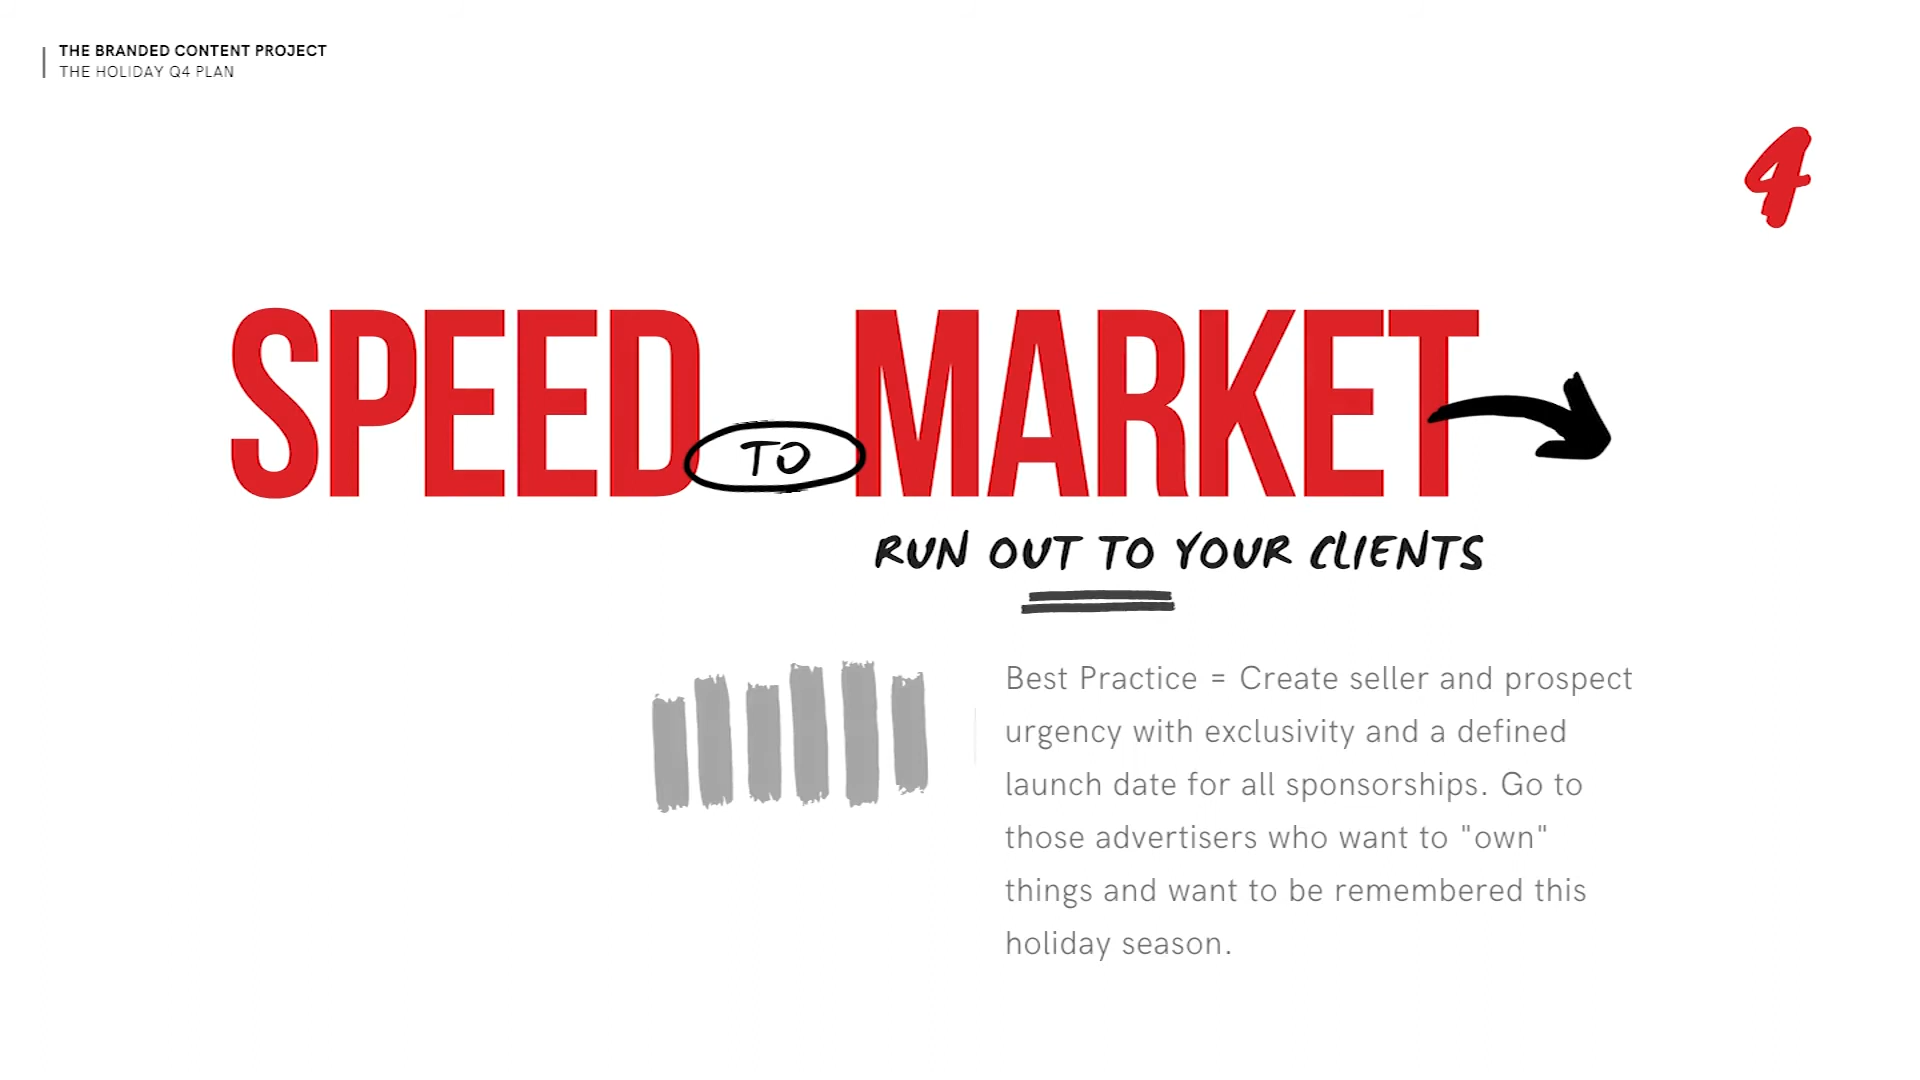 THE BRANDED CONTENT PROJECT
THE HOLIDAY Q4 PLAN
4
SPEED TO MARKET
RUN OUT TO YOUR CLIENTS
Best Practice = Create seller and prospect
urgency with exclusivity and a defined
launch date for all sponsorships. Go to
those advertisers who want to "own"
things and want to be remembered this
holiday season.